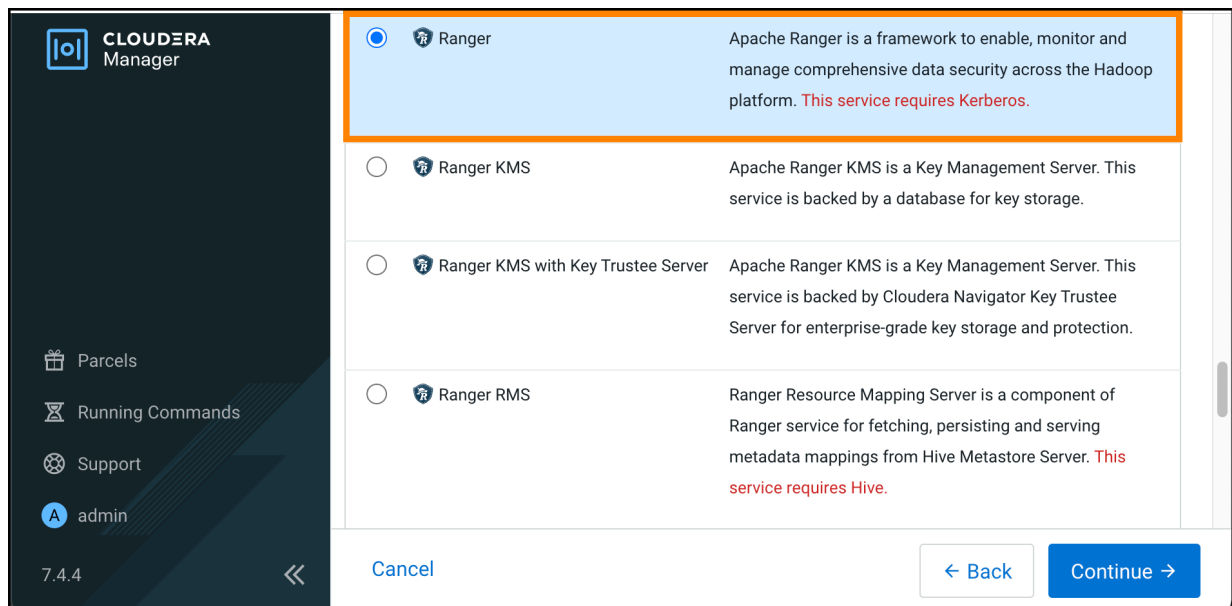 CLOUDERA
Manager
Parcels
Running Commands
Support
A admin
7.4.4
Ranger
Apache Ranger is a framework to enable, monitor and
manage comprehensive data security across the Hadoop
platform. This service requires Kerberos.
Ranger KMS
Apache Ranger KMS is a Key Management Server. This
service is backed by a database for key storage.
Ranger KMS with Key Trustee Server
Apache Ranger KMS is a Key Management Server. This
service is backed by Cloudera Navigator Key Trustee
Server for enterprise-grade key storage and protection.
Ranger RMS
Ranger Resource Mapping Server is a component of
Ranger service for fetching, persisting and serving
metadata mappings from Hive Metastore Server. This
service requires Hive.
Cancel
← Back
Continue →